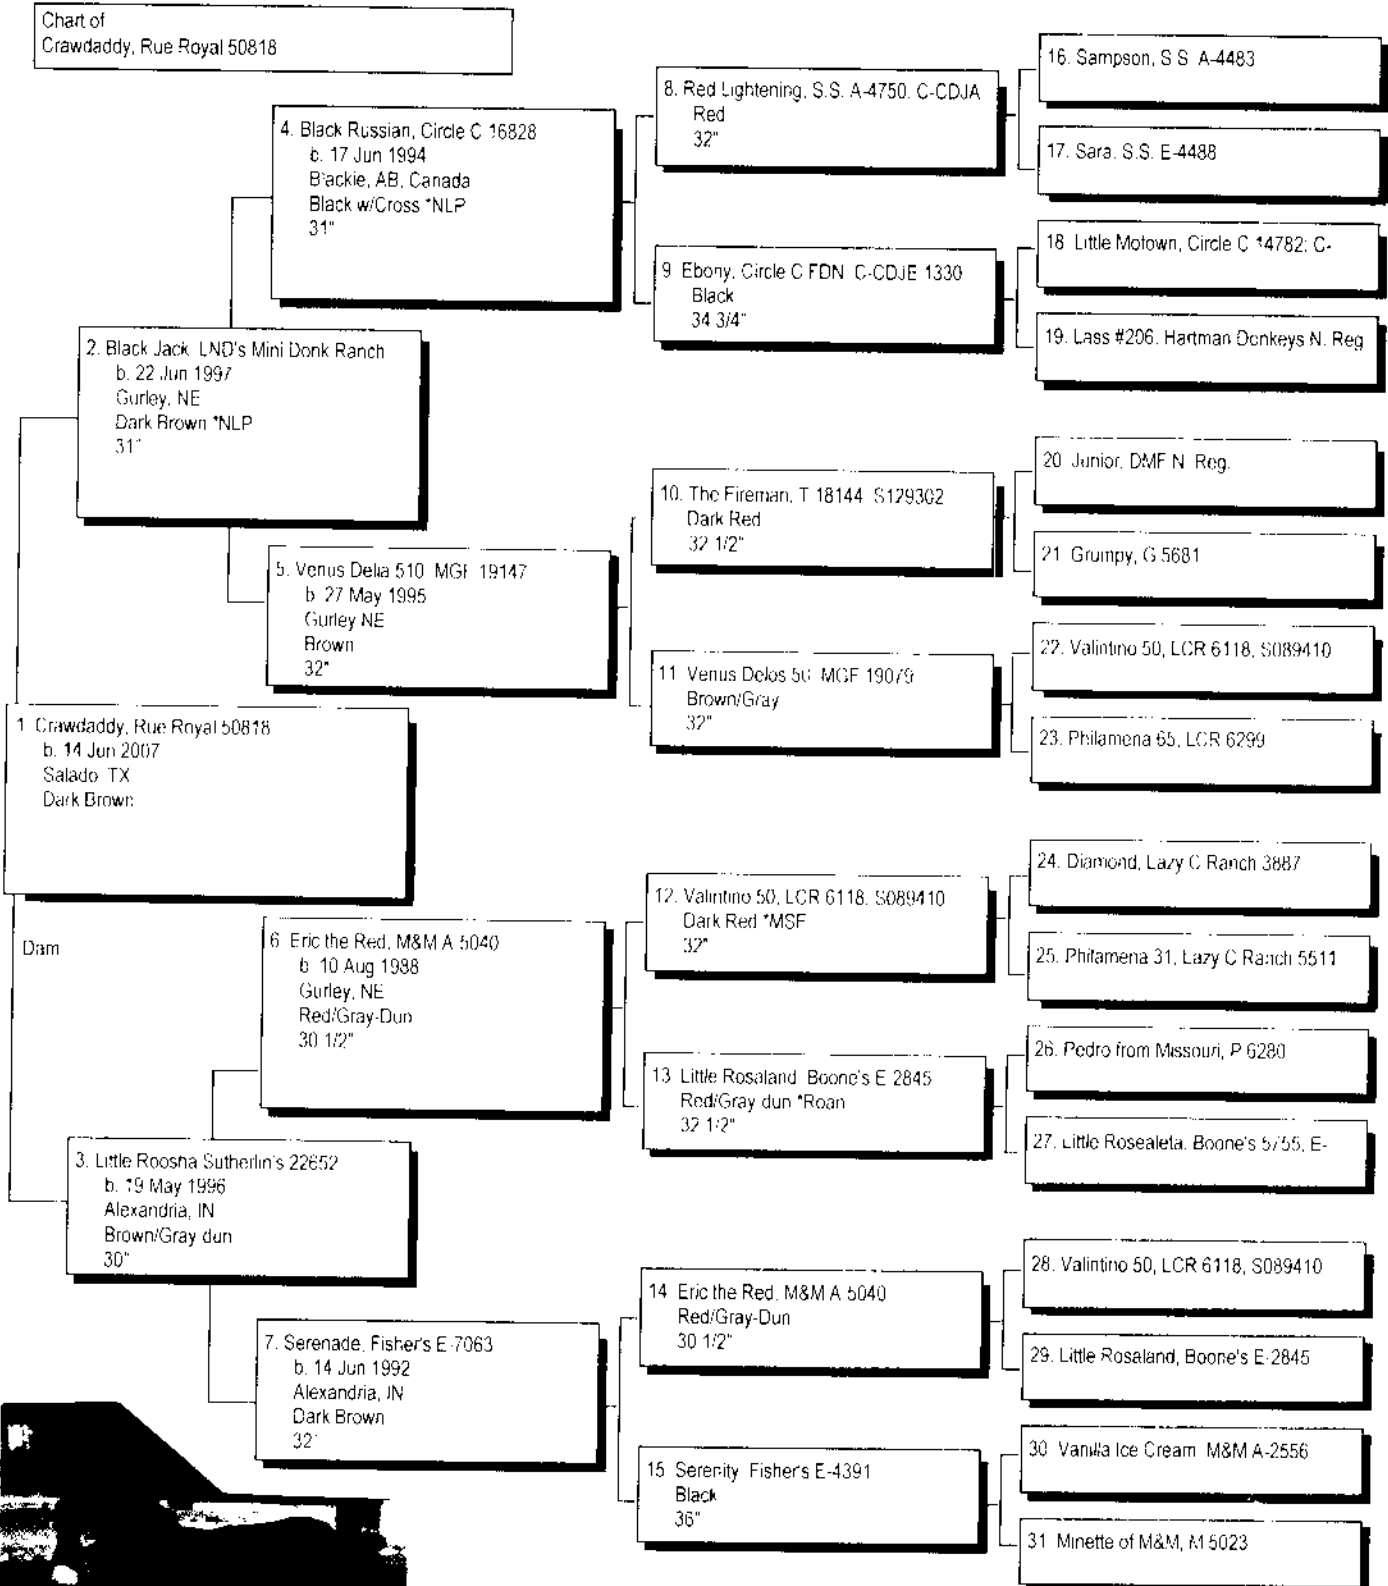 Chart of
Crawdaddy, Rue Royal 50818
1 Crawdaddy, Rue Royal 50818
b. 14 Jun 2007
Salado TX
Dark Brown
Dam
2. Black Jack LND's Mini Donk Ranch
b. 22 Jun 1997
Gurley, NE
Dark Brown *NLP
31"
3. Little Roosha Sutherlin's 22652
b. 19 May 1996
Alexandria, IN
Brown/Gray dun
30"
4. Black Russian, Circle C 16828
b. 17 Jun 1994
Blackie, AB, Canada
Black w/Cross *NLP
31"
5. Venus Delia 510 MGF 19147
b 27 May 1995
Gurley NE
Brown
32"
6 Eric the Red, M&M A 5040
b 10 Aug 1988
Gurley, NE
Red/Gray-Dun
30 1/2"
7. Serenade, Fisher's E-7063
b. 14 Jun 1992
Alexandria, IN
Dark Brown
32"
8. Red Lightening, S.S. A-4750, C-CDJA
Red
32"
9 Ebony, Circle C FDN C-CDJE 1330
Black
34 3/4"
10. The Fireman, T 18144 S129302
Dark Red
32 1/2"
11 Venus Delos 50 MGF 19079
Brown/Gray
32"
12. Valintino 50, LCR 6118, S089410
Dark Red *MSF
32"
13 Little Rosaland Boone's E 2845
Red/Gray dun *Roan
32 1/2"
14 Eric the Red, M&M A 5040
Red/Gray-Dun
30 1/2"
15 Serenity Fisher's E-4391
Black
36"
16. Sampson, S S A-4483
17. Sara, S.S. E-4488
18 Little Motown, Circle C 14782; C-
19. Lass #206, Hartman Donkeys N. Reg
20 Junior, DMF N Reg.
21 Grumpy, G 5681
22. Valintino 50, LCR 6118, S089410
23. Philamena 65, LCR 6299
24. Diamond, Lazy C Ranch 3887
25. Philamena 31, Lazy C Ranch 5511
26. Pedro from Missouri, P 6280
27. Little Rosealeta, Boone's 5755, E-
28. Valintino 50, LCR 6118, S089410
29. Little Rosaland, Boone's E-2845
30 Vanilla Ice Cream M&M A-2556
31 Minette of M&M, M 5023